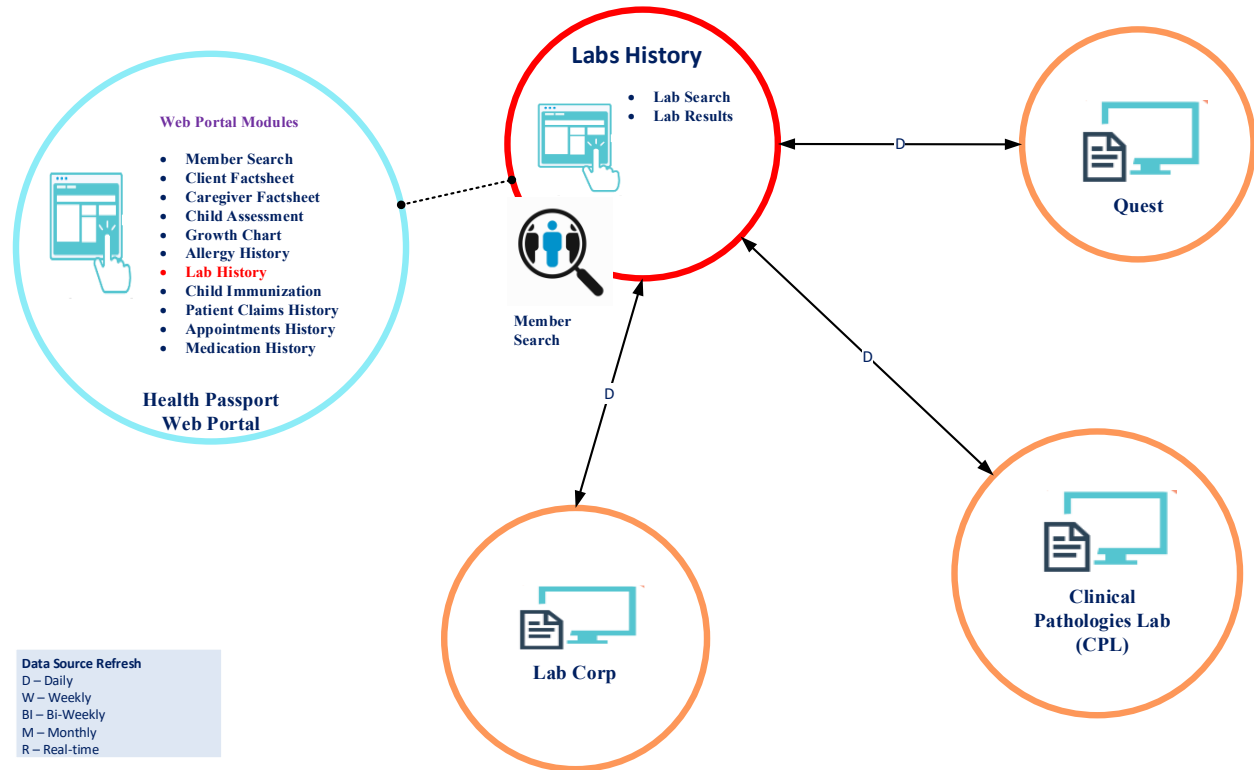 Web Portal Modules
• Member Search
• Client Factsheet
• Caregiver Factsheet
• Child Assessment
• Growth Chart
• Allergy History
• Lab History
• Child Immunization
• Patient Claims History
• Appointments History
• Medication History
Health Passport
Web Portal
Labs History
• Lab Search
• Lab Results
Member
Search
D
Quest
D
D
Clinical
Pathologies Lab
(CPL)
Lab Corp
Data Source Refresh
D – Daily
W – Weekly
BI – Bi-Weekly
M – Monthly
R – Real-time